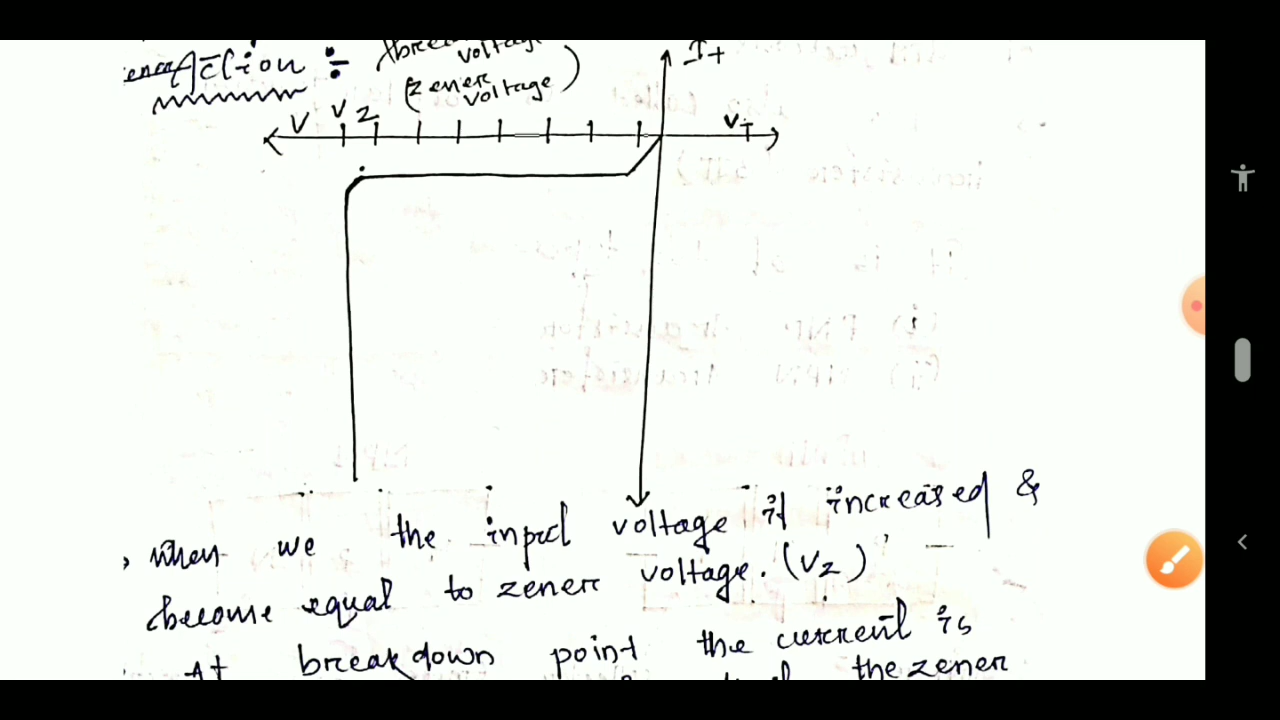 Action ÷
voltage
(zener voltage)
I+
V Vz
V+
when we the input voltage is increased &
become equal to zener voltage. (Vz)
At breakdown point the current is
the zener